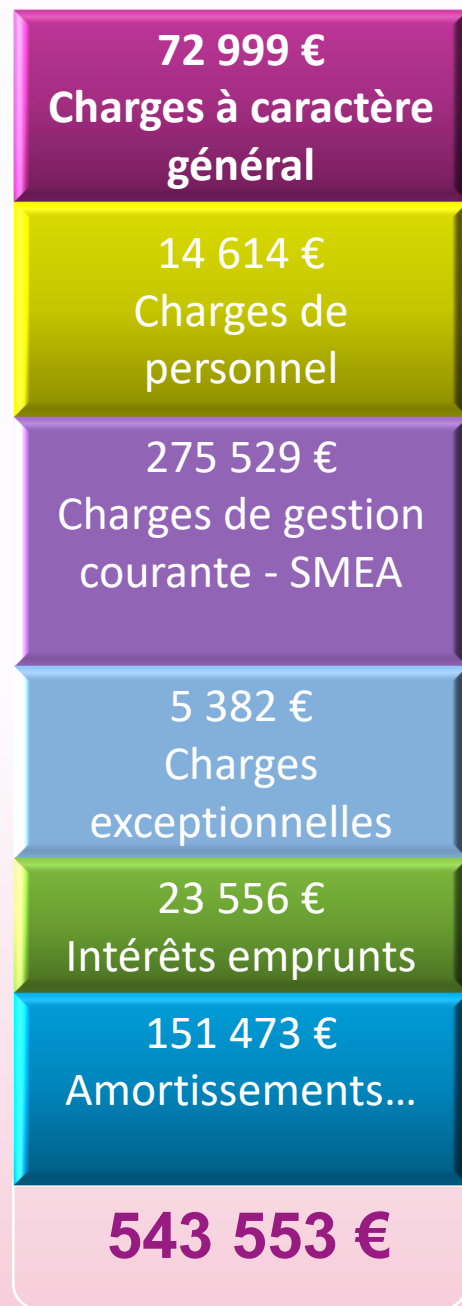 72 999 €
Charges à caractère
général
14 614 €
Charges de
personnel
275 529 €
Charges de gestion
courante - SMEA
5 382 €
Charges
exceptionnelles
23 556 €
Intérêts emprunts
151 473 €
Amortissements...
543 553 €